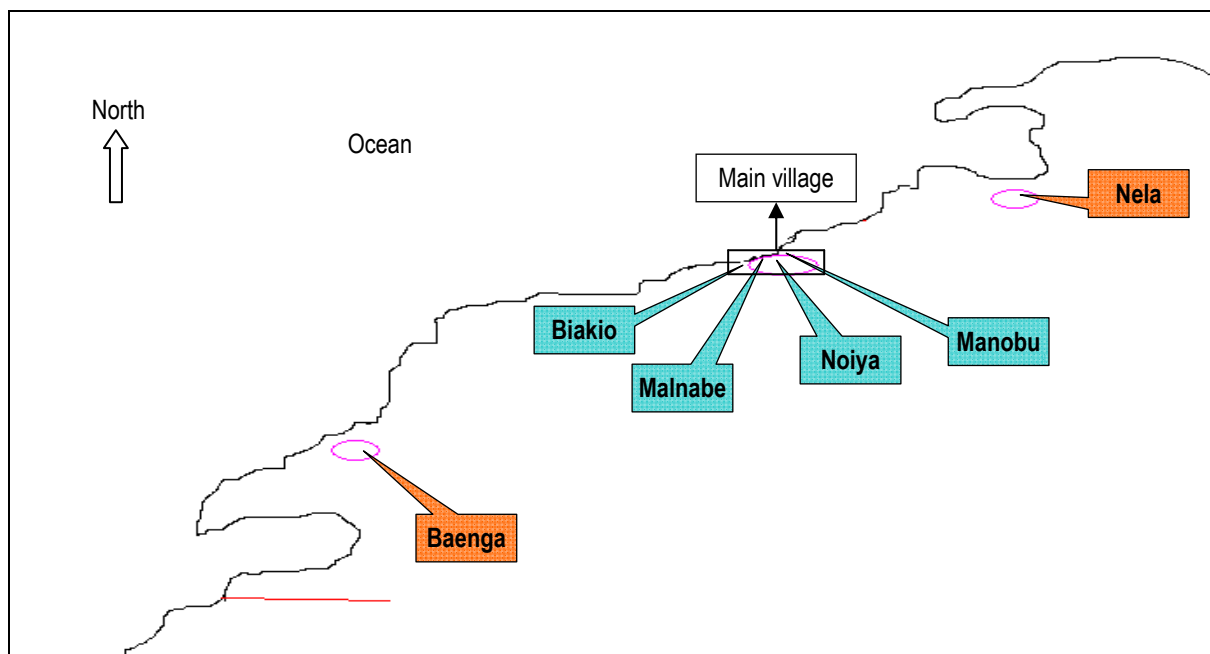 North
Ocean
Main village
Nela
Biakio
Malnabe
Noiya
Manobu
Baenga